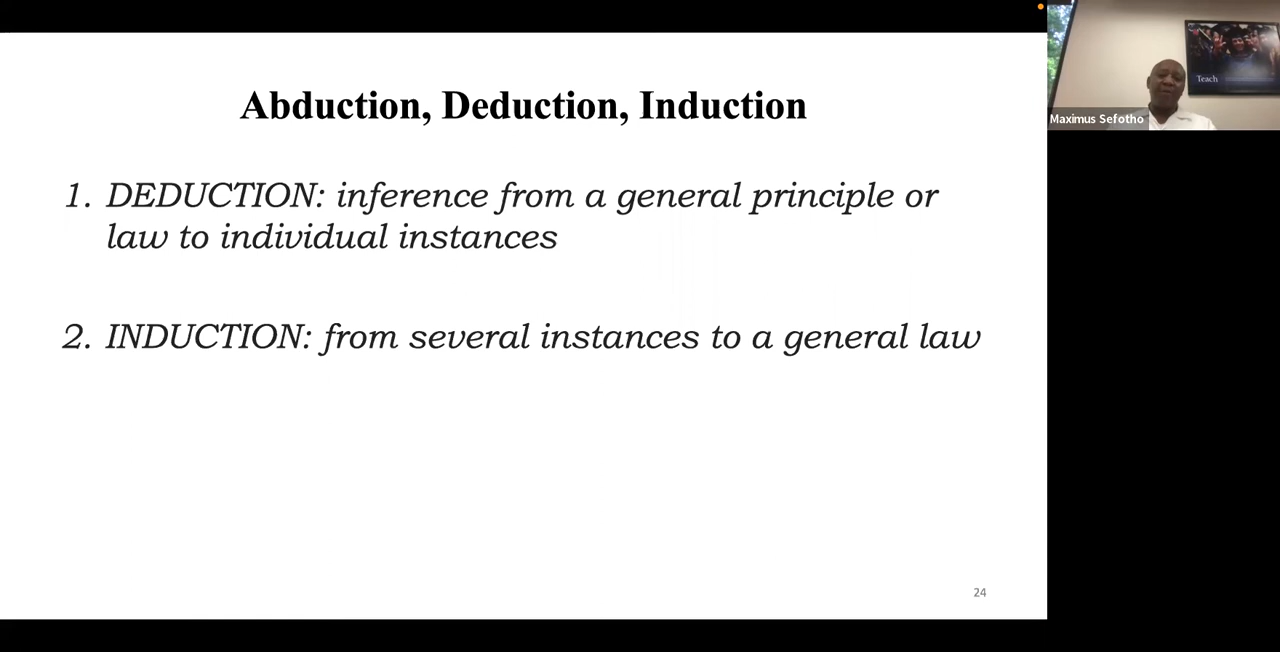 Abduction, Deduction, Induction
1. DEDUCTION: inference from a general principle or
law to individual instances
2. INDUCTION: from several instances to a general law
24
Teach
Maximus Sefotho